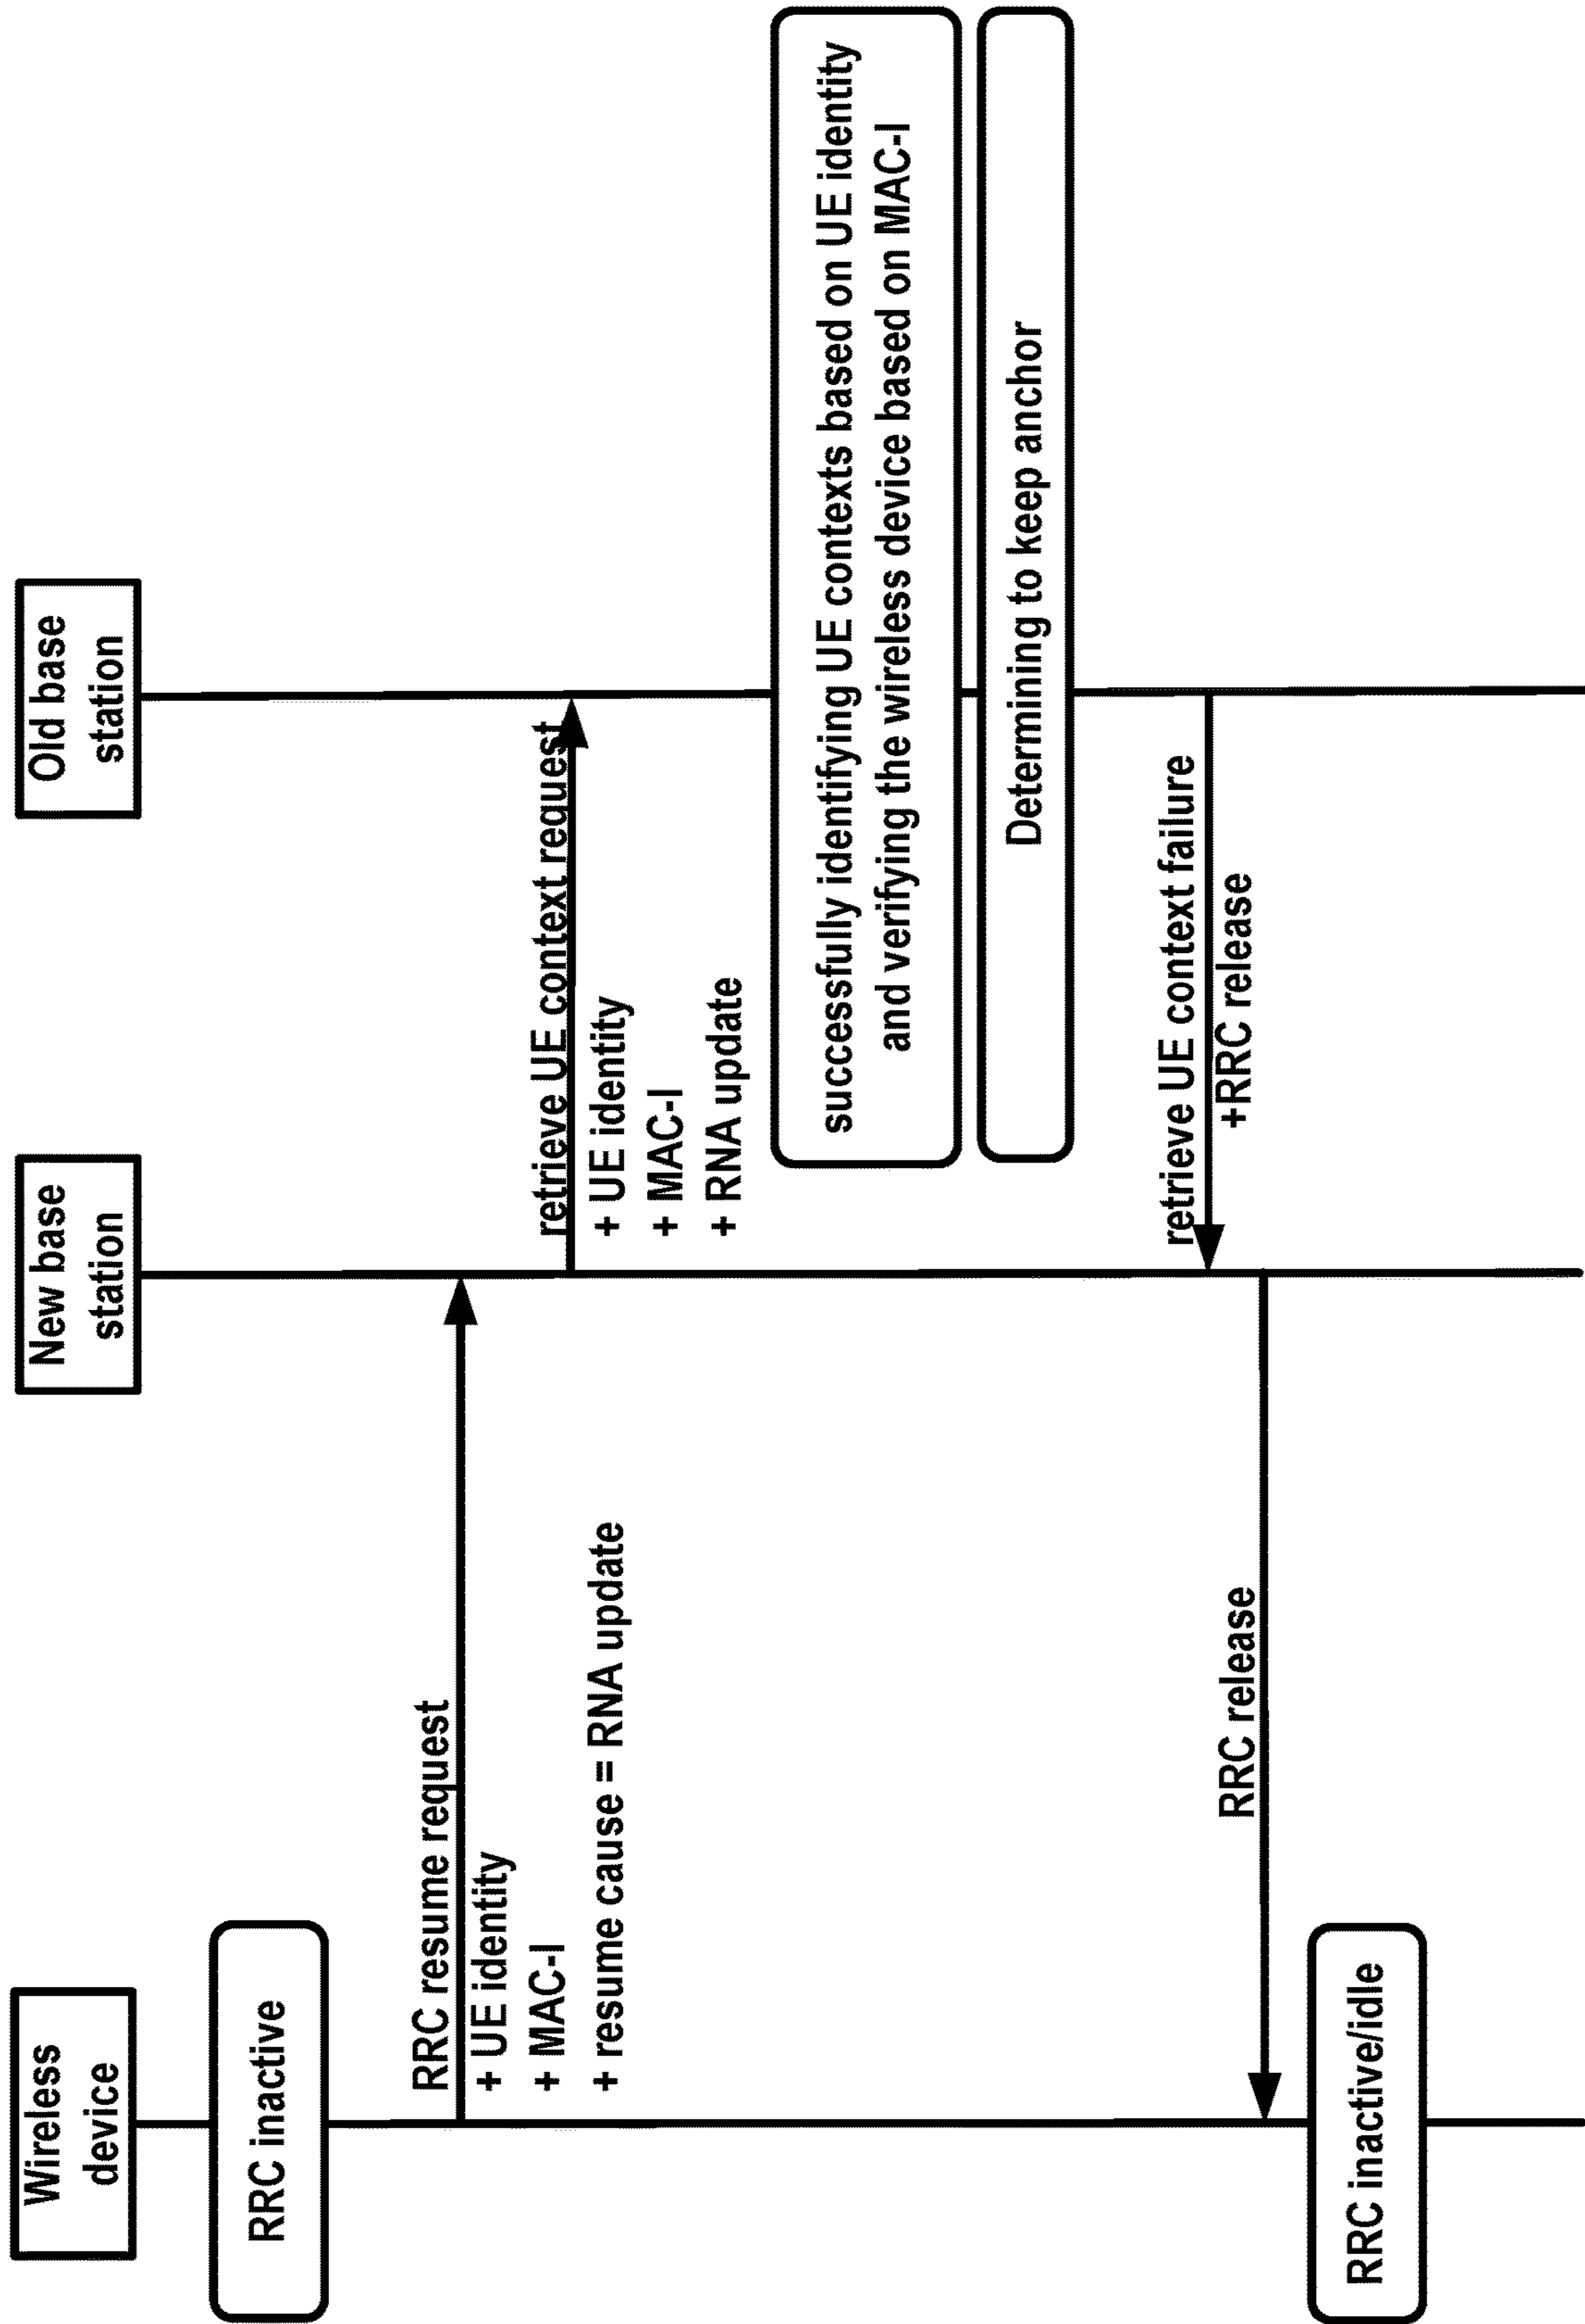 Wireless
device
New base
station
Old base
station
RRC inactive
RRC resume request
+ UE identity
+ MAC-I
+ resume cause = RNA update
retrieve UE context request
+ UE identity
+ MAC-I
+ RNA update
successfully identifying UE contexts based on UE identity
and verifying the wireless device based on MAC-I
Determining to keep anchor
retrieve UE context failure
+RRC release
RRC release
RRC inactive/idle